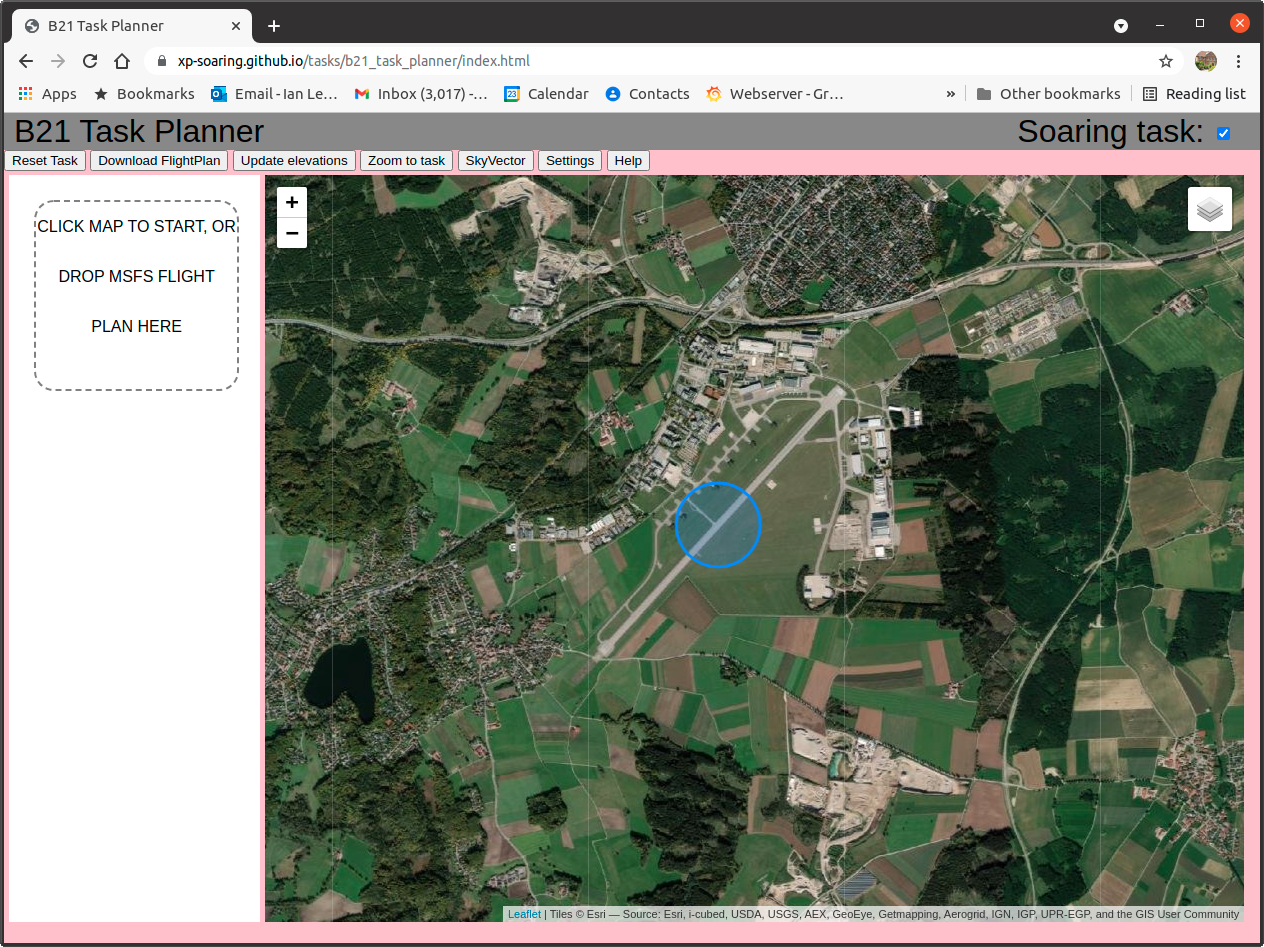 B21 Task Planner
xp-soaring.github.io/tasks/b21_task_planner/index.html
Apps Bookmarks Email - Ian Le… Inbox (3,017) -… Calendar Contacts Webserver - Gr… » Other bookmarks Reading list
B21 Task Planner Soaring task:
Reset Task Download FlightPlan Update elevations Zoom to task SkyVector Settings Help
CLICK MAP TO START, OR
DROP MSFS FLIGHT
PLAN HERE
+
−
Leaflet | Tiles © Esri — Source: Esri, i-cubed, USDA, USGS, AEX, GeoEye, Getmapping, Aerogrid, IGN, IGP, UPR-EGP, and the GIS User Community